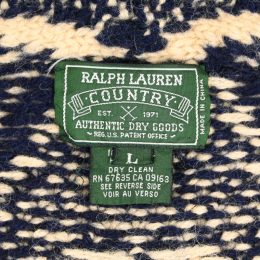 RALPH LAUREN
COUNTRY
EST 1971
AUTHENTIC DRY GOODS
REG. U.S. PATENT OFFICE
MADE IN CHINA
L
DRY CLEAN
RN 67635 CA 09163
SEE REVERSE SIDE
VOIR AU VERSO